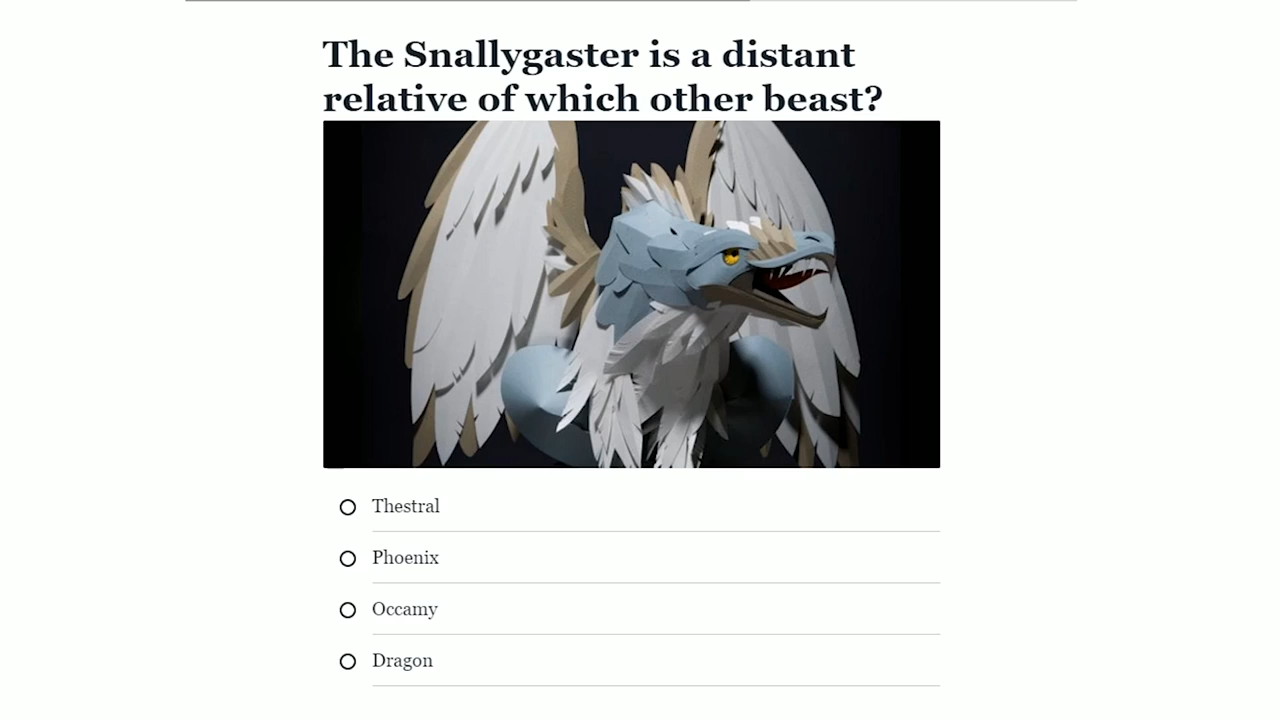 The Snallygaster is a distant
relative of which other beast?
Thestral
Phoenix
Occamy
Dragon